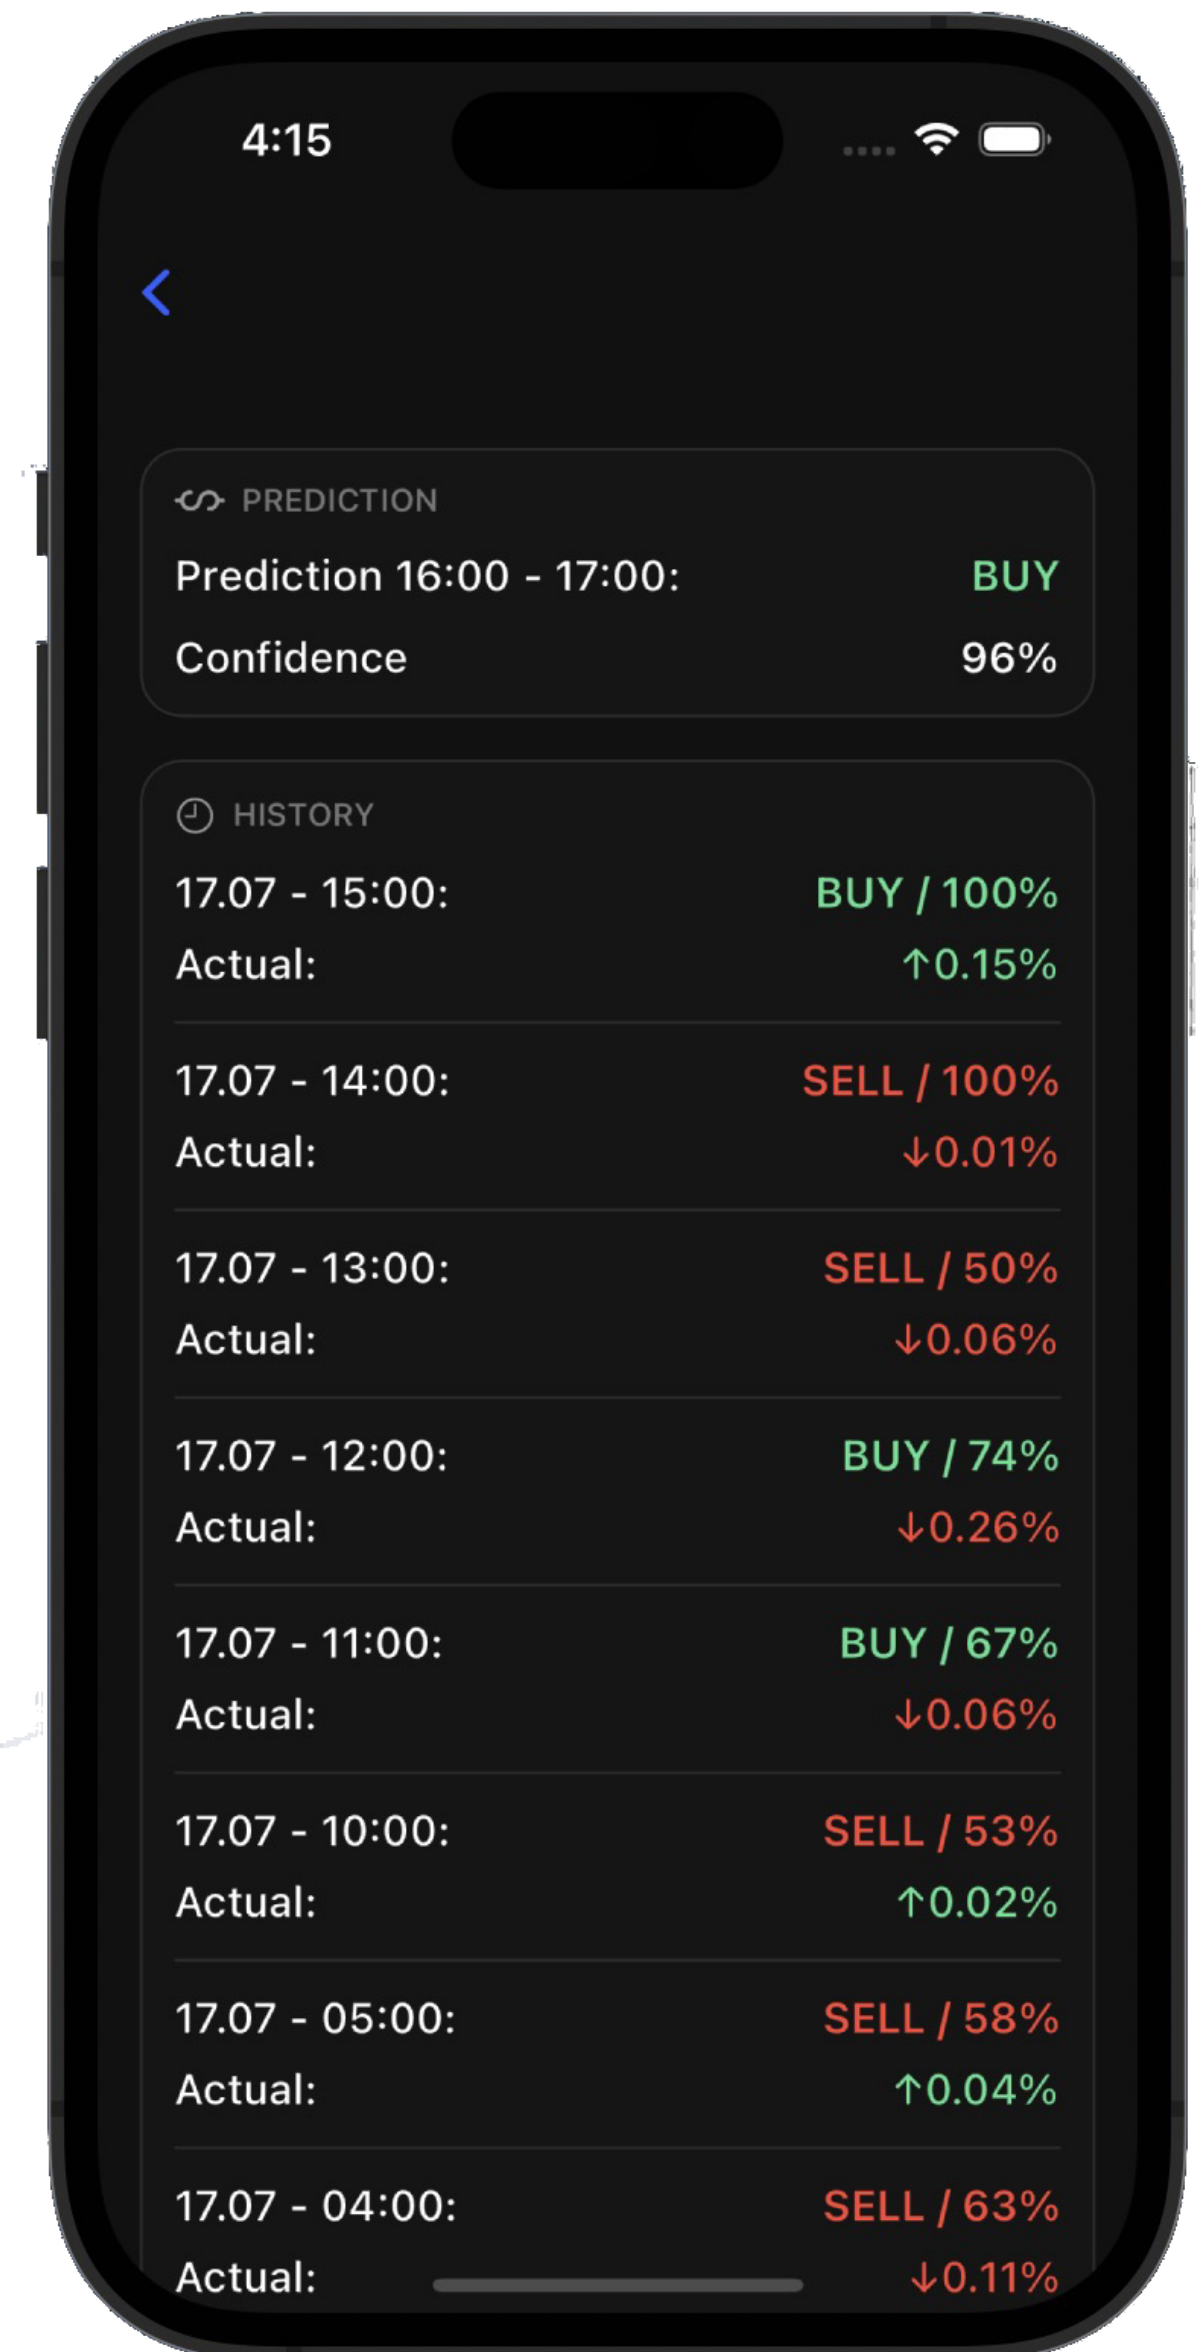 4:15
PREDICTION
Prediction 16:00 - 17:00: BUY
Confidence 96%
HISTORY
17.07 - 15:00: BUY / 100%
Actual: ↑0.15%
17.07 - 14:00: SELL / 100%
Actual: ↓0.01%
17.07 - 13:00: SELL / 50%
Actual: ↓0.06%
17.07 - 12:00: BUY / 74%
Actual: ↓0.26%
17.07 - 11:00: BUY / 67%
Actual: ↓0.06%
17.07 - 10:00: SELL / 53%
Actual: ↑0.02%
17.07 - 05:00: SELL / 58%
Actual: ↑0.04%
17.07 - 04:00: SELL / 63%
Actual: ↓0.11%